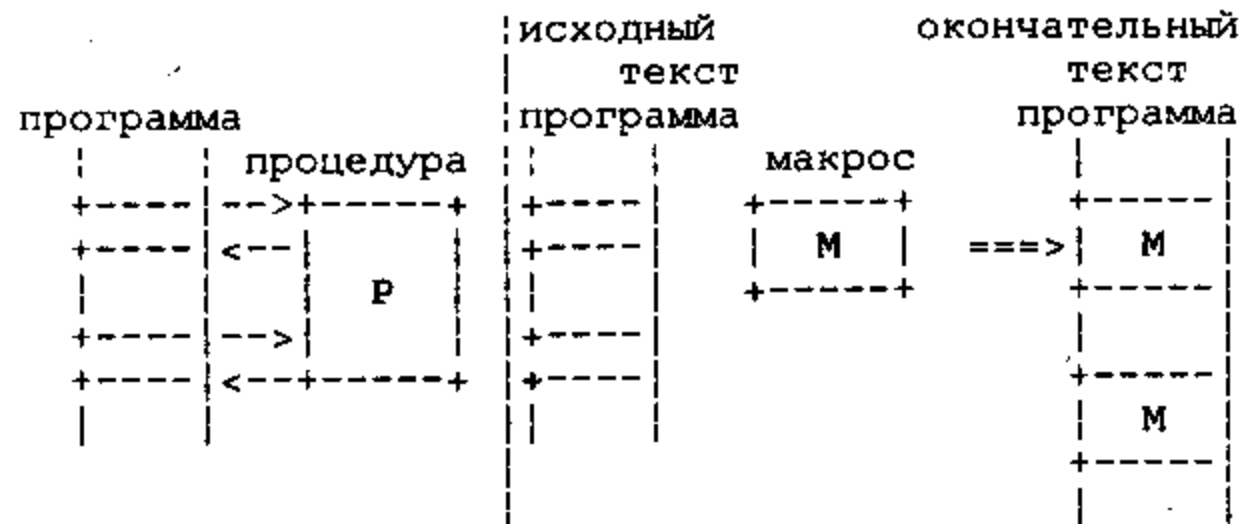 исходный окончательный
текст текст
программа программа программа
процедура макрос
M ===> M
P
M